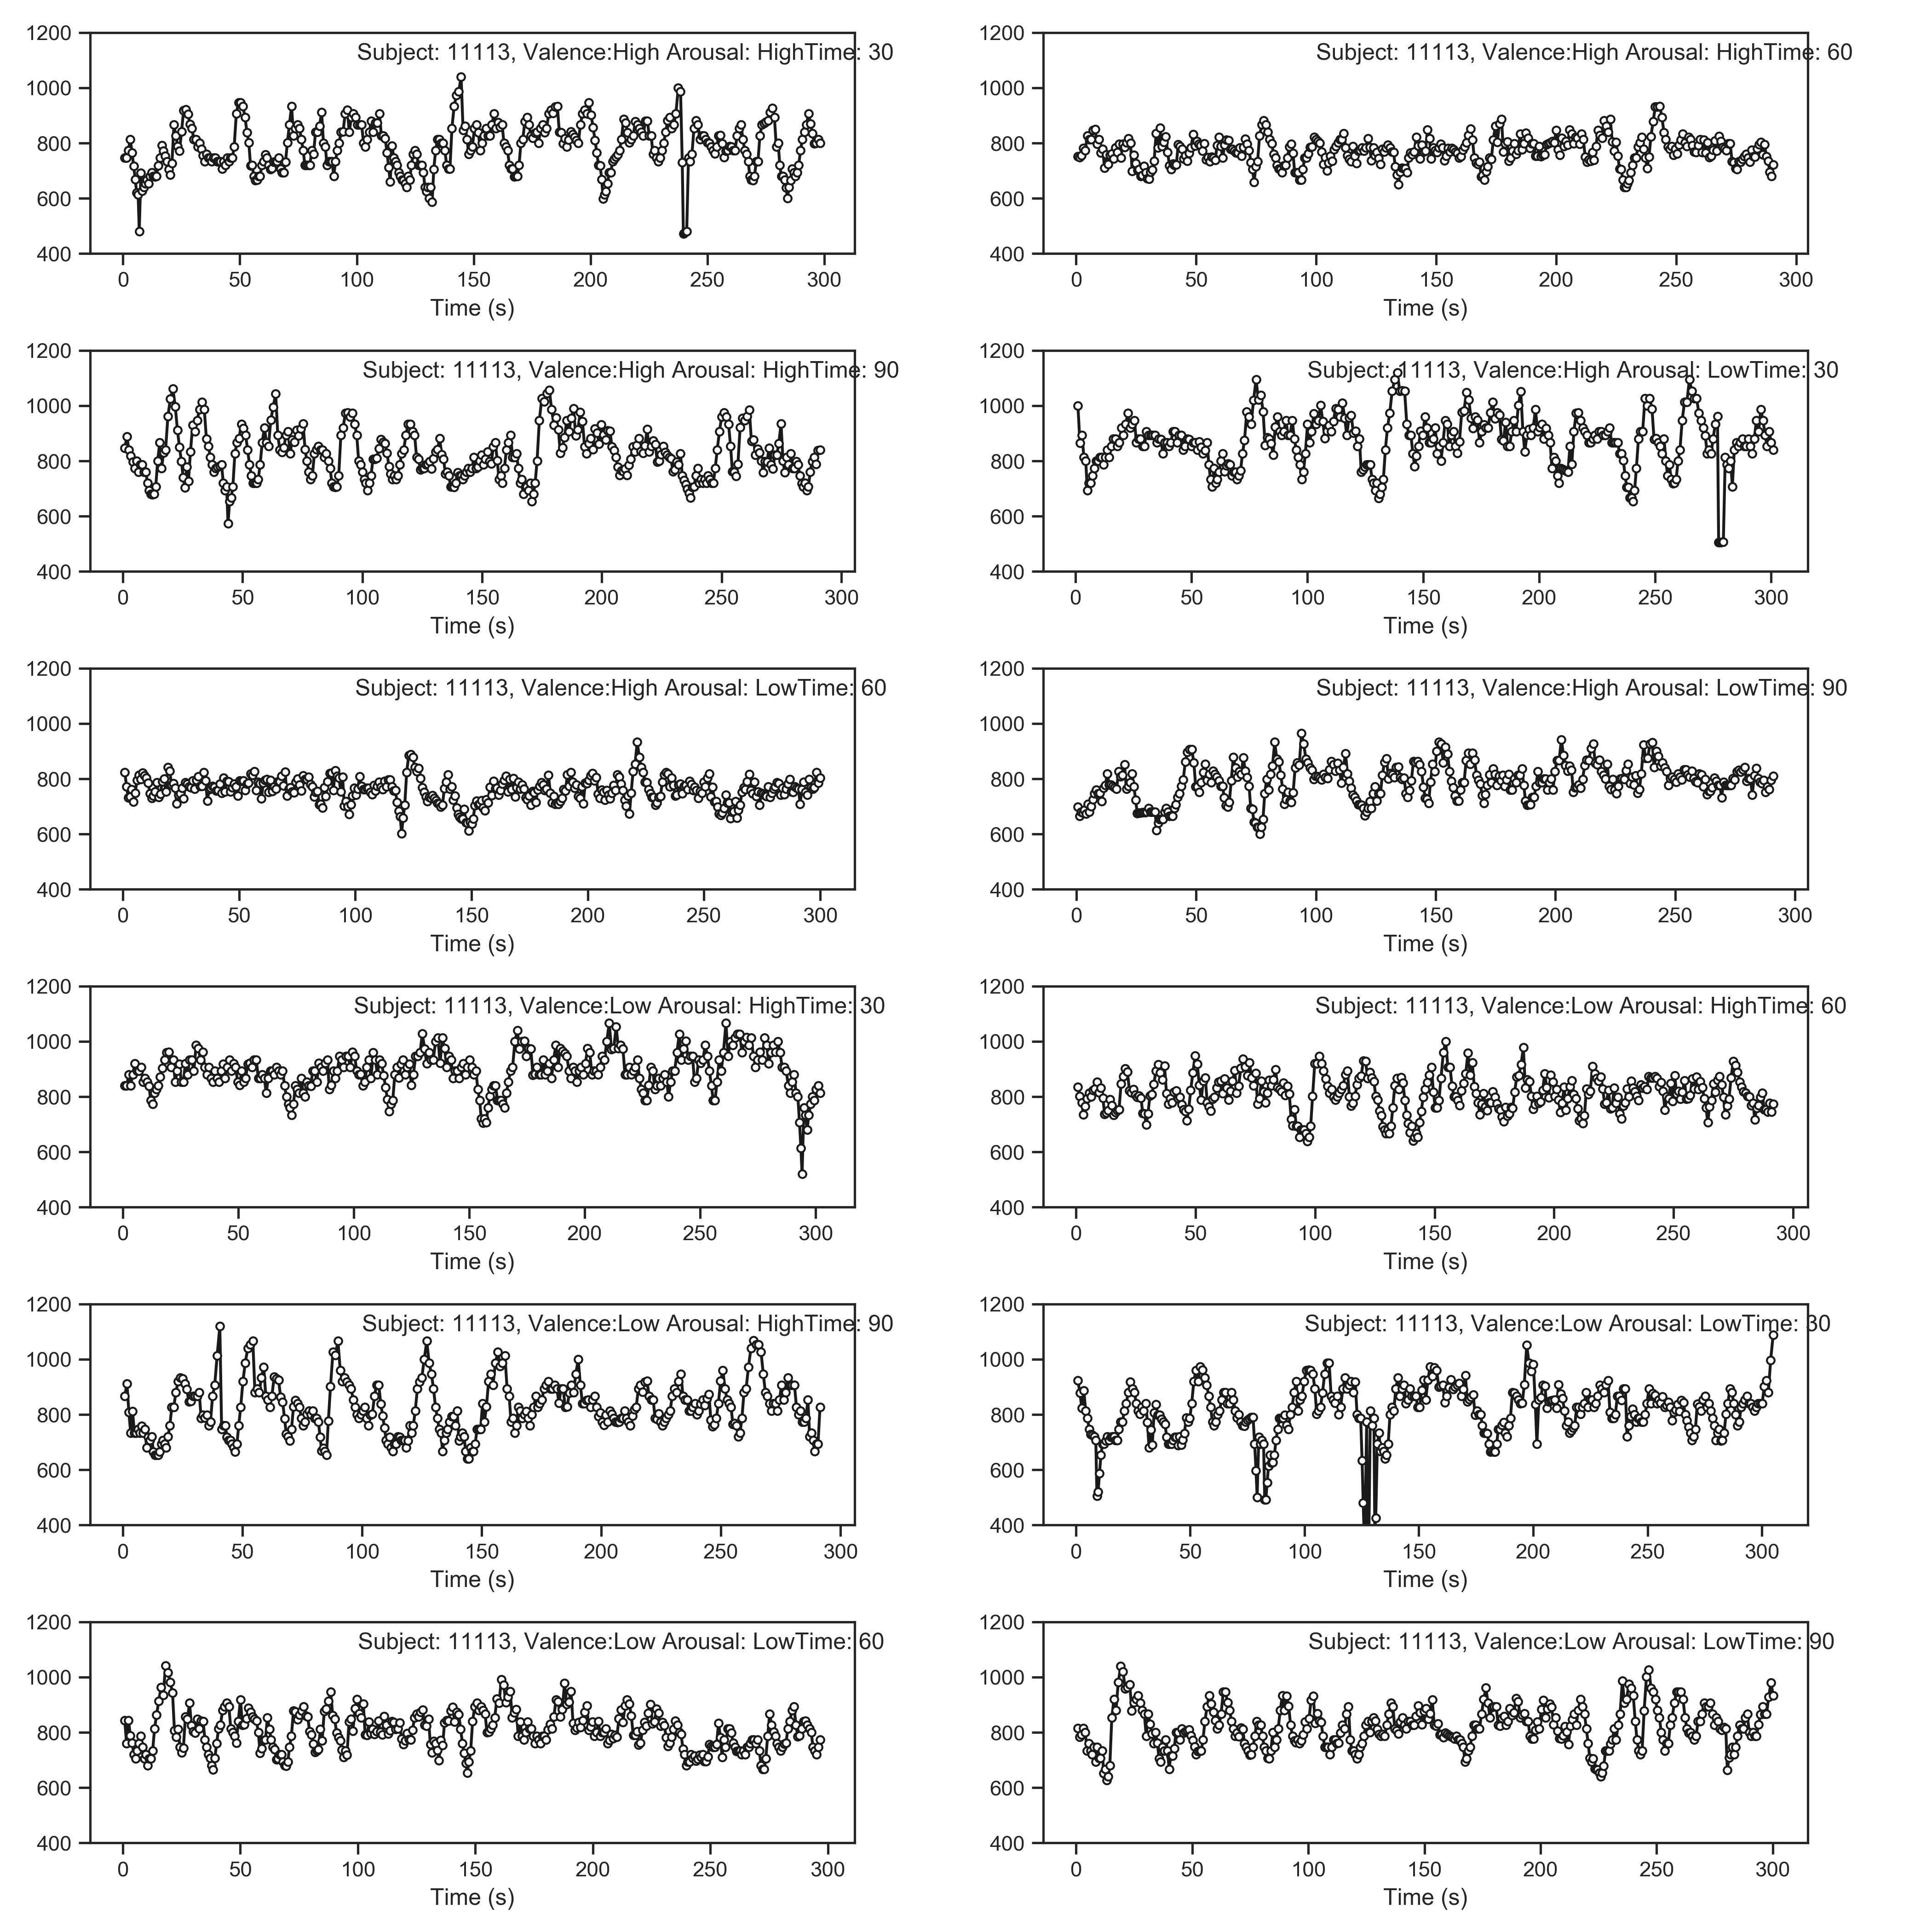 Subject: 11113, Valence:High Arousal: HighTime: 30
1200
1000
800
600
400
0 50 100 150 200 250 300
Time (s)
Subject: 11113, Valence:High Arousal: HighTime: 60
1200
1000
800
600
400
0 50 100 150 200 250 300
Time (s)
Subject: 11113, Valence:High Arousal: HighTime: 90
1200
1000
800
600
400
0 50 100 150 200 250 300
Time (s)
Subject: 11113, Valence:High Arousal: LowTime: 30
1200
1000
800
600
400
0 50 100 150 200 250 300
Time (s)
Subject: 11113, Valence:High Arousal: LowTime: 60
1200
1000
800
600
400
0 50 100 150 200 250 300
Time (s)
Subject: 11113, Valence:High Arousal: LowTime: 90
1200
1000
800
600
400
0 50 100 150 200 250 300
Time (s)
Subject: 11113, Valence:Low Arousal: HighTime: 30
1200
1000
800
600
400
0 50 100 150 200 250 300
Time (s)
Subject: 11113, Valence:Low Arousal: HighTime: 60
1200
1000
800
600
400
0 50 100 150 200 250 300
Time (s)
Subject: 11113, Valence:Low Arousal: HighTime: 90
1200
1000
800
600
400
0 50 100 150 200 250 300
Time (s)
Subject: 11113, Valence:Low Arousal: LowTime: 30
1200
1000
800
600
400
0 50 100 150 200 250 300
Time (s)
Subject: 11113, Valence:Low Arousal: LowTime: 60
1200
1000
800
600
400
0 50 100 150 200 250 300
Time (s)
Subject: 11113, Valence:Low Arousal: LowTime: 90
1200
1000
800
600
400
0 50 100 150 200 250 300
Time (s)